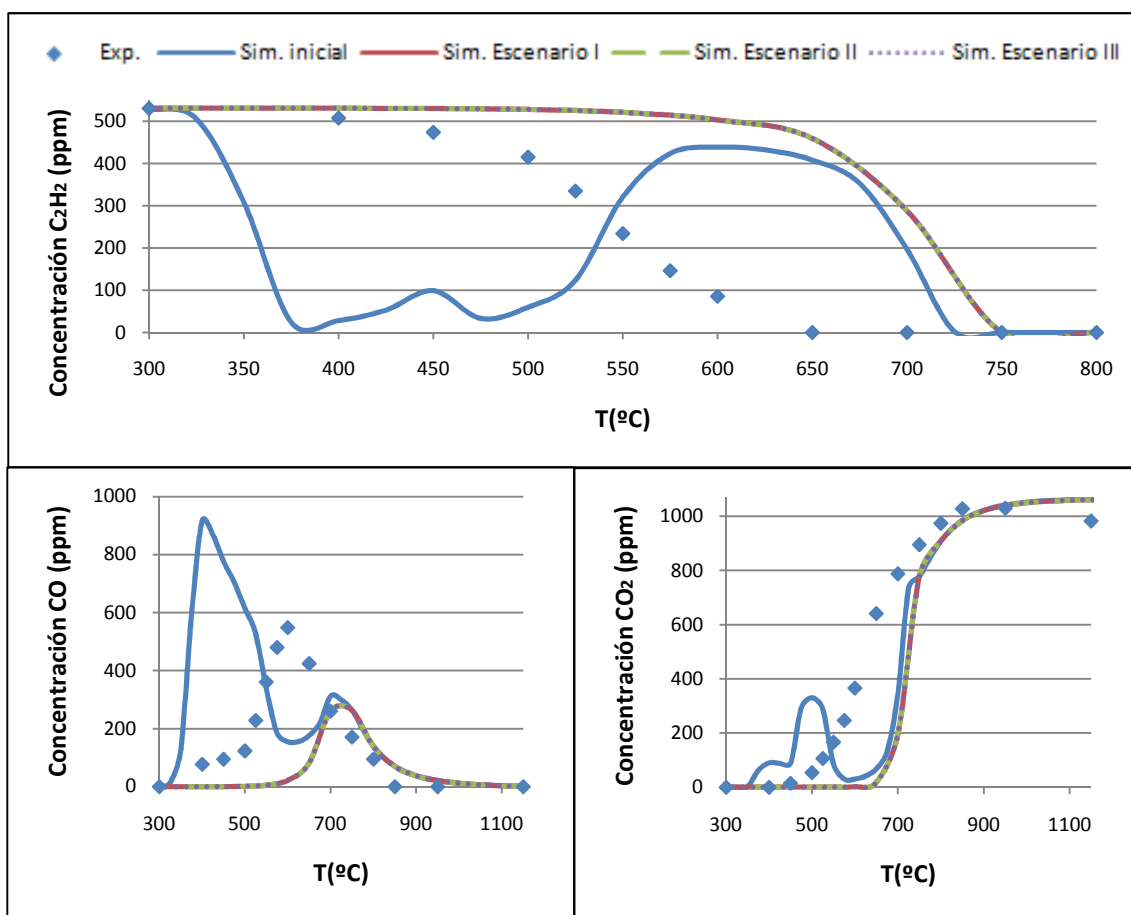 Exp. Sim. inicial Sim. Escenario I Sim. Escenario II Sim. Escenario III
Concentración C2H2 (ppm)
500
400
300
200
100
0
300 350 400 450 500 550 600 650 700 750 800
T(ºC)
Concentración CO (ppm)
1000
800
600
400
200
0
300 500 700 900 1100
T(ºC)
Concentración CO2 (ppm)
1000
800
600
400
200
0
300 500 700 900 1100
T(ºC)